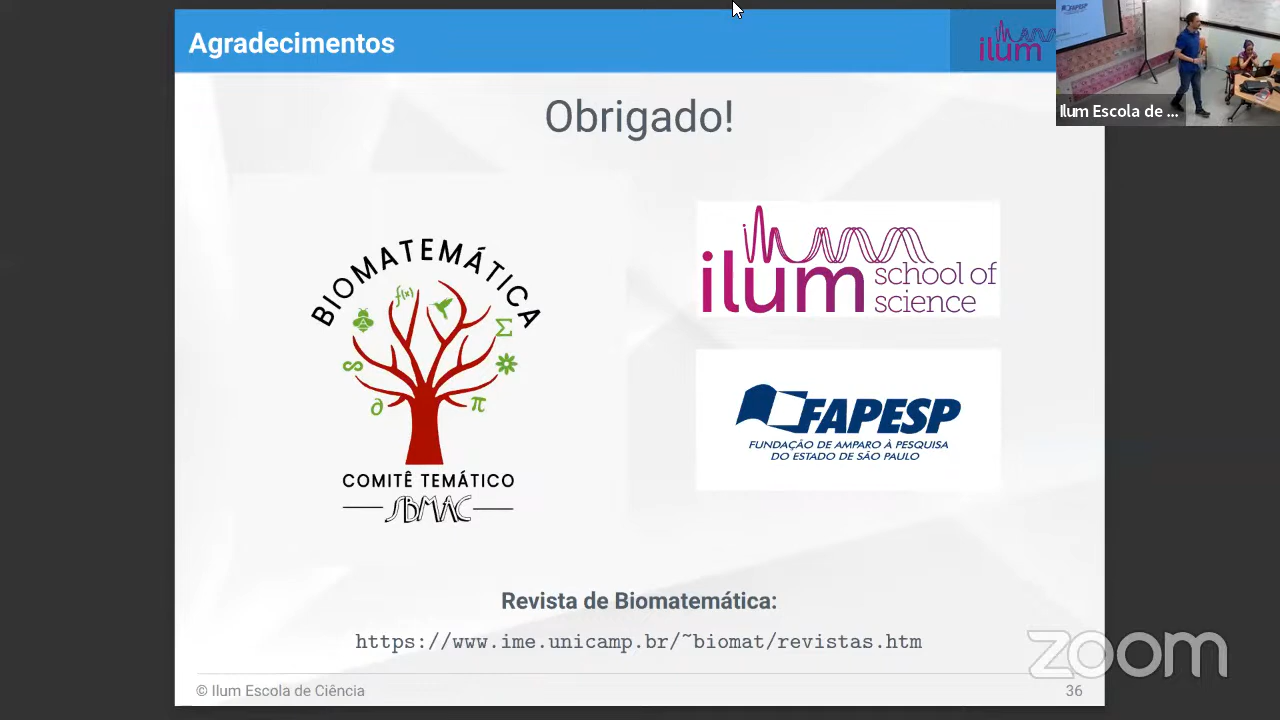 Agradecimentos
ilum
Ilum Escola de ...
Obrigado!
BIOMATEMÁTICA
f(x)
Σ
∞
∂
π
COMITÊ TEMÁTICO
SBMAC
ilum
school of
science
FAPESP
FUNDAÇÃO DE AMPARO À PESQUISA
DO ESTADO DE SÃO PAULO
Revista de Biomatemática:
https://www.ime.unicamp.br/~biomat/revistas.htm
zoom
© Ilum Escola de Ciência
36